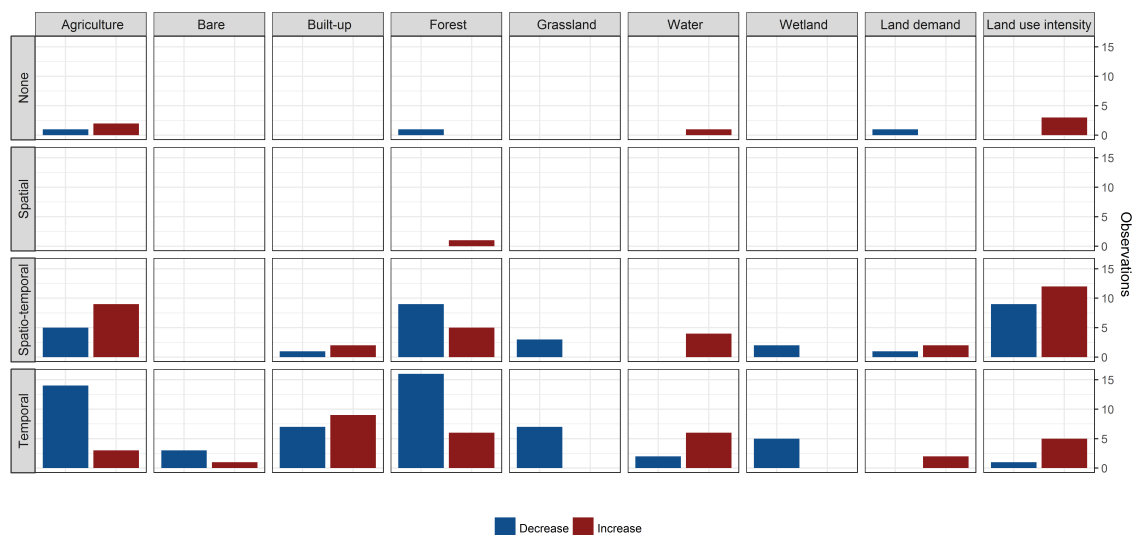 Agriculture Bare Built-up Forest Grassland Water Wetland Land demand Land use intensity
None
15
10
5
0
Spatial
15
10
5
0
Spatio-temporal
15
10
5
0
Temporal
15
10
5
0
Observations
Decrease Increase